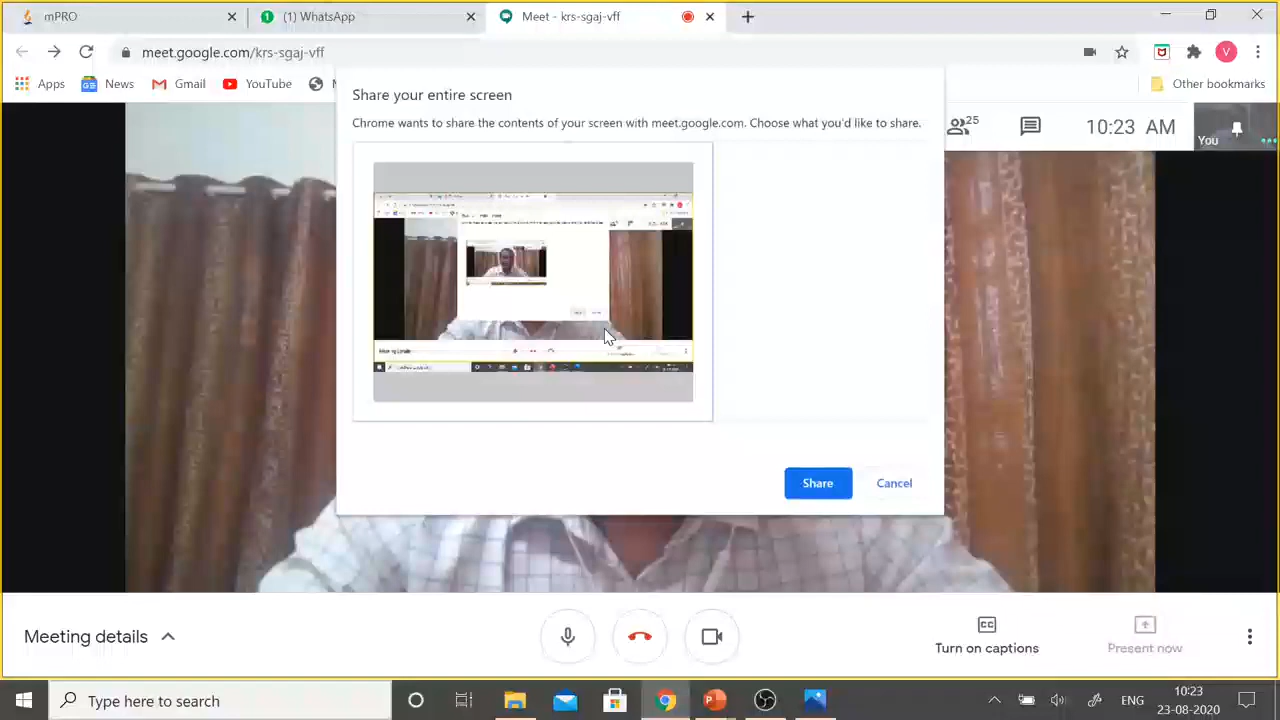 mPRO
(1) WhatsApp
Meet - krs-sgaj-vff
meet.google.com/krs-sgaj-vff
V
Apps
News
Gmail
YouTube
Other bookmarks
Share your entire screen
Chrome wants to share the contents of your screen with meet.google.com. Choose what you'd like to share.
25
10:23 AM
You
Share
Cancel
Meeting details
CC
Turn on captions
Present now
Type here to search
ENG
10:23
23-08-2020